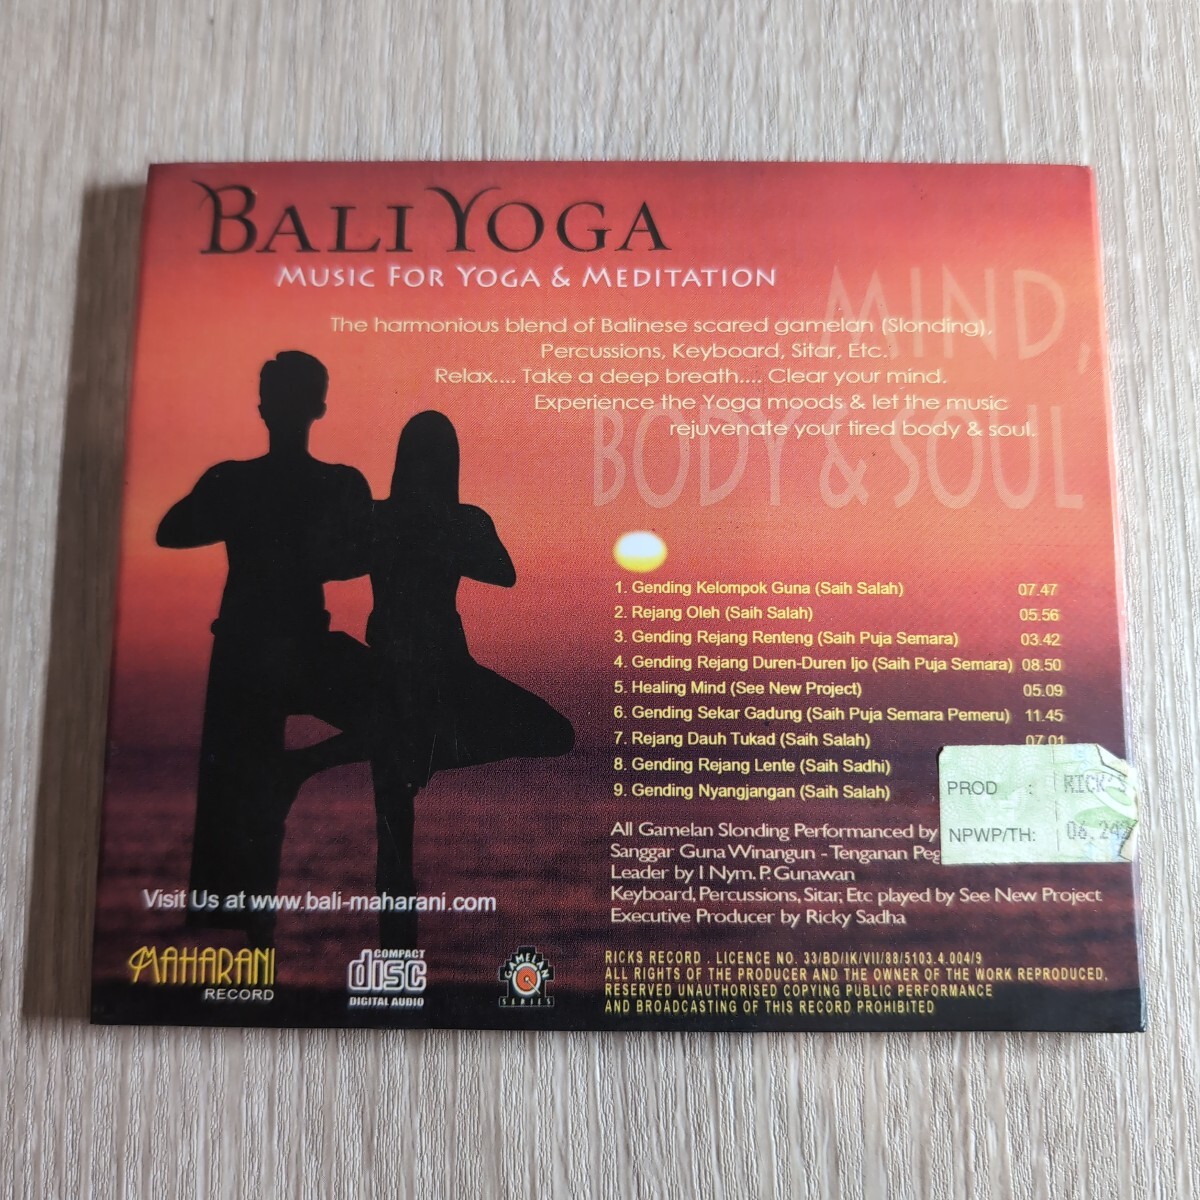 BALI YOGA
MUSIC FOR YOGA & MEDITATION
MIND,
BODY & SOUL
The harmonious blend of Balinese scared gamelan (Slonding),
Percussions, Keyboard, Sitar, Etc.
Relax.... Take a deep breath.... Clear your mind.
Experience the Yoga moods & let the music
rejuvenate your tired body & soul.
1. Gending Kelompok Guna (Saih Salah) 07.47
2. Rejang Oleh (Saih Salah) 05.56
3. Gending Rejang Renteng (Saih Puja Semara) 03.42
4. Gending Rejang Duren-Duren Ijo (Saih Puja Semara) 08.50
5. Healing Mind (See New Project) 05.09
6. Gending Sekar Gadung (Saih Puja Semara Pemeru) 11.45
7. Rejang Dauh Tukad (Saih Salah) 07.01
8. Gending Rejang Lente (Saih Sadhi)
9. Gending Nyangjangan (Saih Salah)
PROD : RICK'S
NPWP/TH: 06.242
All Gamelan Slonding Performanced by
Sanggar Guna Winangun - Tenganan Peg
Leader by I Nym. P. Gunawan
Keyboard, Percussions, Sitar, Etc played by See New Project
Executive Producer by Ricky Sadha
Visit Us at www.bali-maharani.com
MAHARANI
RECORD
COMPACT
disc
DIGITAL AUDIO
GAMELAN
SERIES
RICKS RECORD . LICENCE NO. 33/BD/IK/VII/88/5103.4.004/9
ALL RIGHTS OF THE PRODUCER AND THE OWNER OF THE WORK REPRODUCED.
RESERVED UNAUTHORISED COPYING PUBLIC PERFORMANCE
AND BROADCASTING OF THIS RECORD PROHIBITED